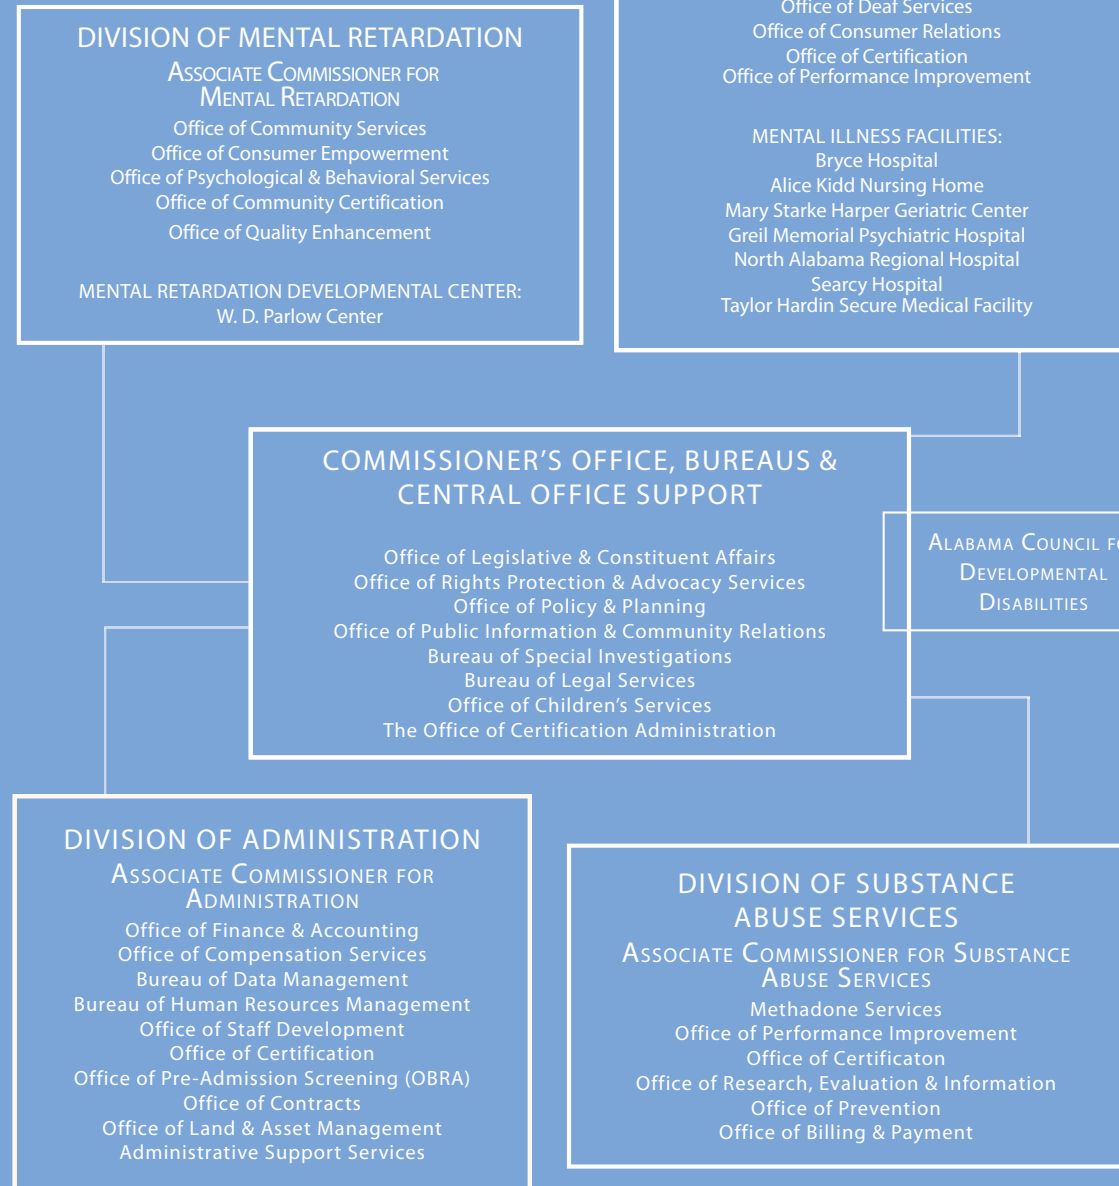 DIVISION OF MENTAL RETARDATION
Associate Commissioner for
Mental Retardation
Office of Community Services
Office of Consumer Empowerment
Office of Psychological & Behavioral Services
Office of Community Certification
Office of Quality Enhancement
MENTAL RETARDATION DEVELOPMENTAL CENTER:
W. D. Parlow Center
Office of Deaf Services
Office of Consumer Relations
Office of Certification
Office of Performance Improvement
MENTAL ILLNESS FACILITIES:
Bryce Hospital
Alice Kidd Nursing Home
Mary Starke Harper Geriatric Center
Greil Memorial Psychiatric Hospital
North Alabama Regional Hospital
Searcy Hospital
Taylor Hardin Secure Medical Facility
COMMISSIONER'S OFFICE, BUREAUS &
CENTRAL OFFICE SUPPORT
Office of Legislative & Constituent Affairs
Office of Rights Protection & Advocacy Services
Office of Policy & Planning
Office of Public Information & Community Relations
Bureau of Special Investigations
Bureau of Legal Services
Office of Children's Services
The Office of Certification Administration
Alabama Council
Developmental
Disabilities
DIVISION OF ADMINISTRATION
Associate Commissioner for
Administration
Office of Finance & Accounting
Office of Compensation Services
Bureau of Data Management
Bureau of Human Resources Management
Office of Staff Development
Office of Certification
Office of Pre-Admission Screening (OBRA)
Office of Contracts
Office of Land & Asset Management
Administrative Support Services
DIVISION OF SUBSTANCE
ABUSE SERVICES
Associate Commissioner for Substance
Abuse Services
Methadone Services
Office of Performance Improvement
Office of Certificaton
Office of Research, Evaluation & Information
Office of Prevention
Office of Billing & Payment